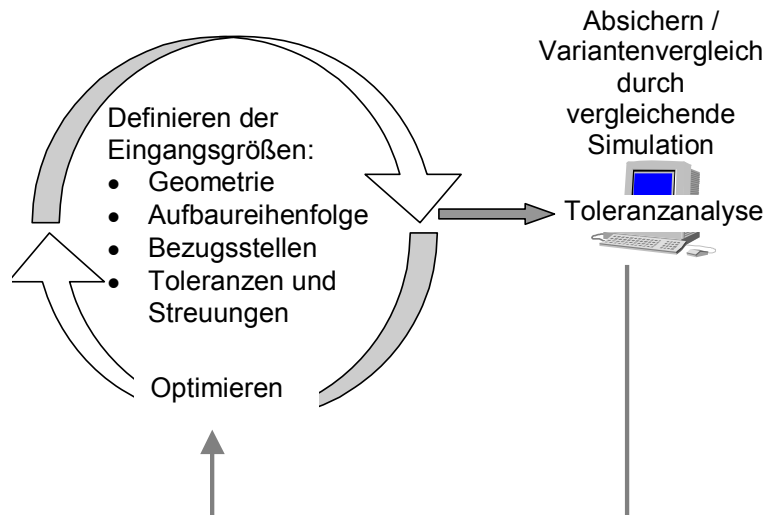 Definieren der
Eingangsgrößen:
• Geometrie
• Aufbaureihenfolge
• Bezugsstellen
• Toleranzen und
Streuungen
Optimieren
Absichern /
Variantenvergleich
durch
vergleichende
Simulation
Toleranzanalyse